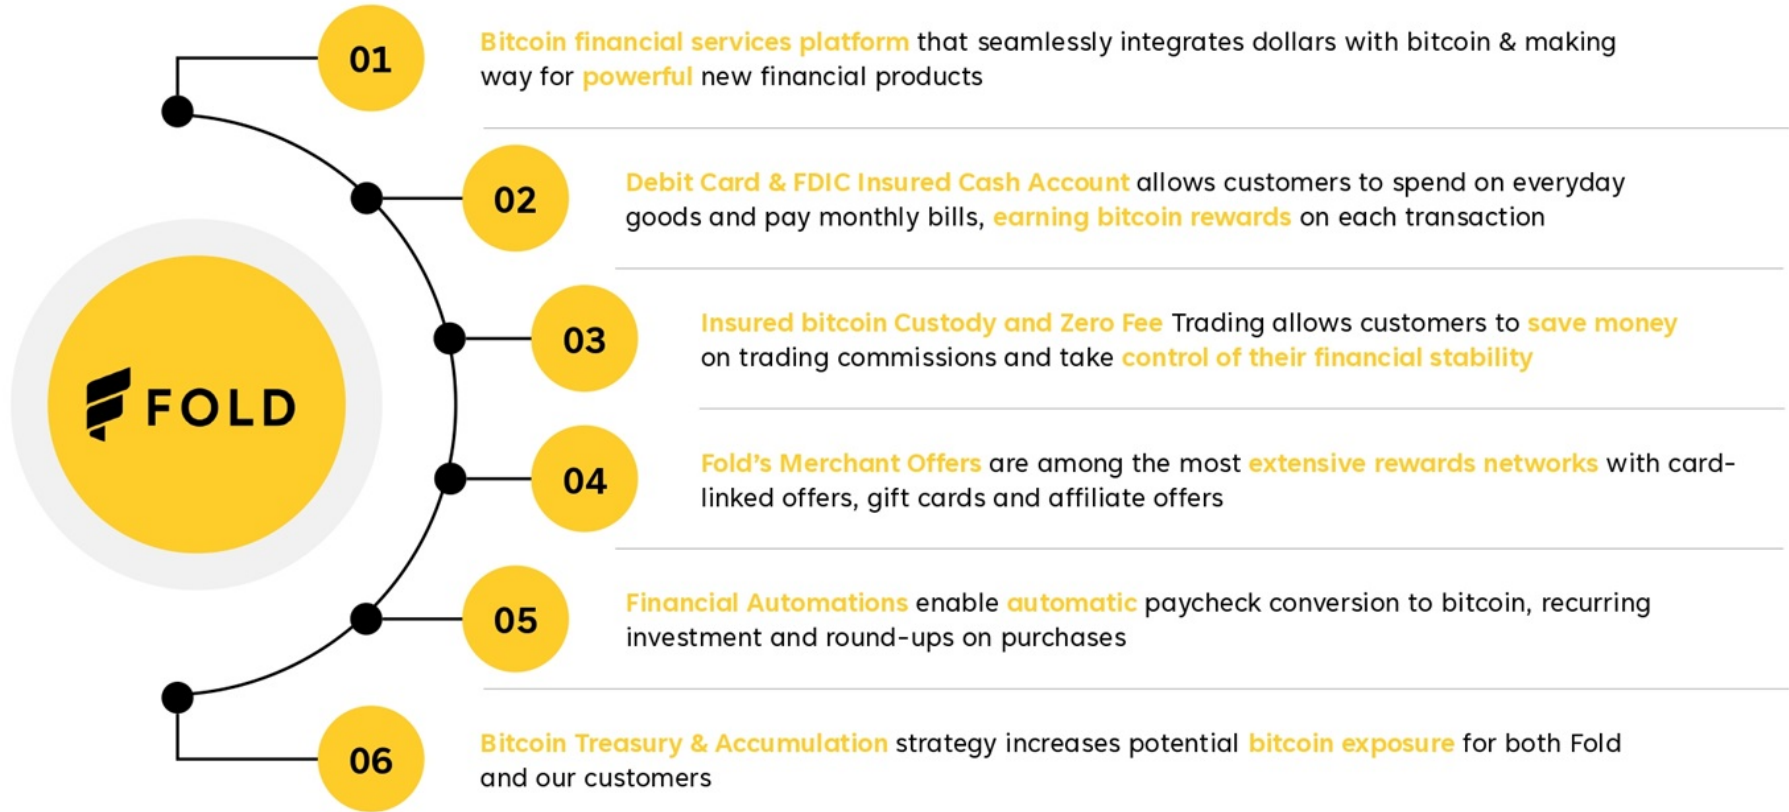 FOLD
01
Bitcoin financial services platform that seamlessly integrates dollars with bitcoin & making
way for powerful new financial products
02
Debit Card & FDIC Insured Cash Account allows customers to spend on everyday
goods and pay monthly bills, earning bitcoin rewards on each transaction
03
Insured bitcoin Custody and Zero Fee Trading allows customers to save money
on trading commissions and take control of their financial stability
04
Fold’s Merchant Offers are among the most extensive rewards networks with card-
linked offers, gift cards and affiliate offers
05
Financial Automations enable automatic paycheck conversion to bitcoin, recurring
investment and round-ups on purchases
06
Bitcoin Treasury & Accumulation strategy increases potential bitcoin exposure for both Fold
and our customers